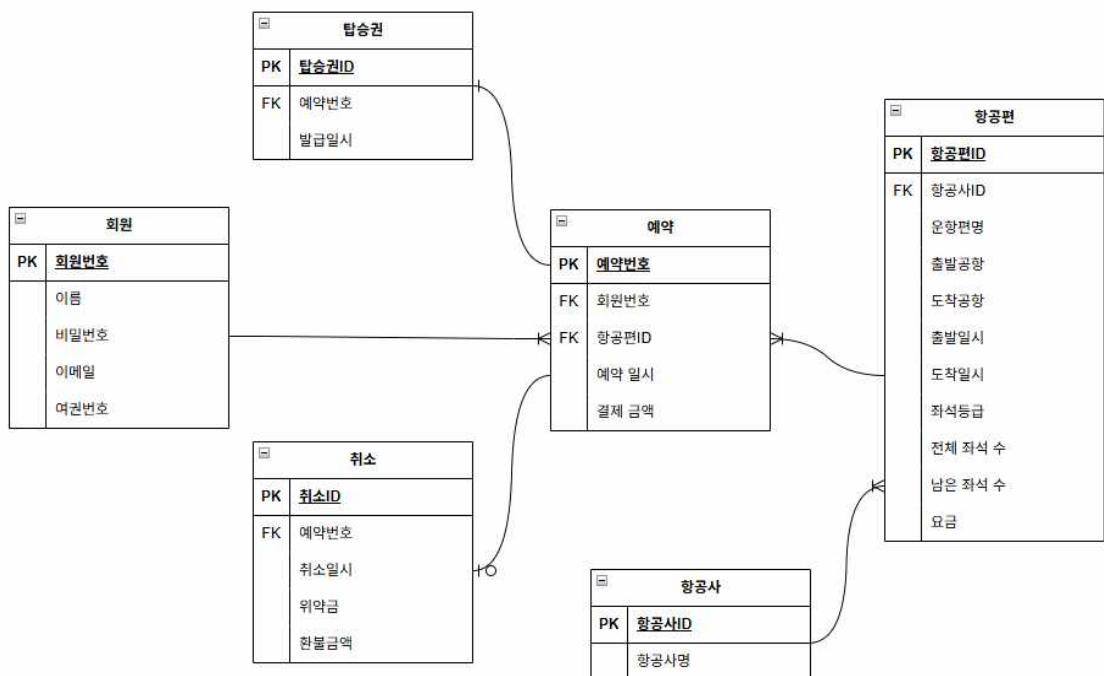 탑승권
PK 탑승권ID
FK 예약번호
발급일시
회원
PK 회원번호
이름
비밀번호
이메일
여권번호
예약
PK 예약번호
FK 회원번호
FK 항공편ID
예약 일시
결제 금액
항공편
PK 항공편ID
FK 항공사ID
운항편명
출발공항
도착공항
출발일시
도착일시
좌석등급
전체 좌석 수
남은 좌석 수
요금
취소
PK 취소ID
FK 예약번호
취소일시
위약금
환불금액
항공사
PK 항공사ID
항공사명